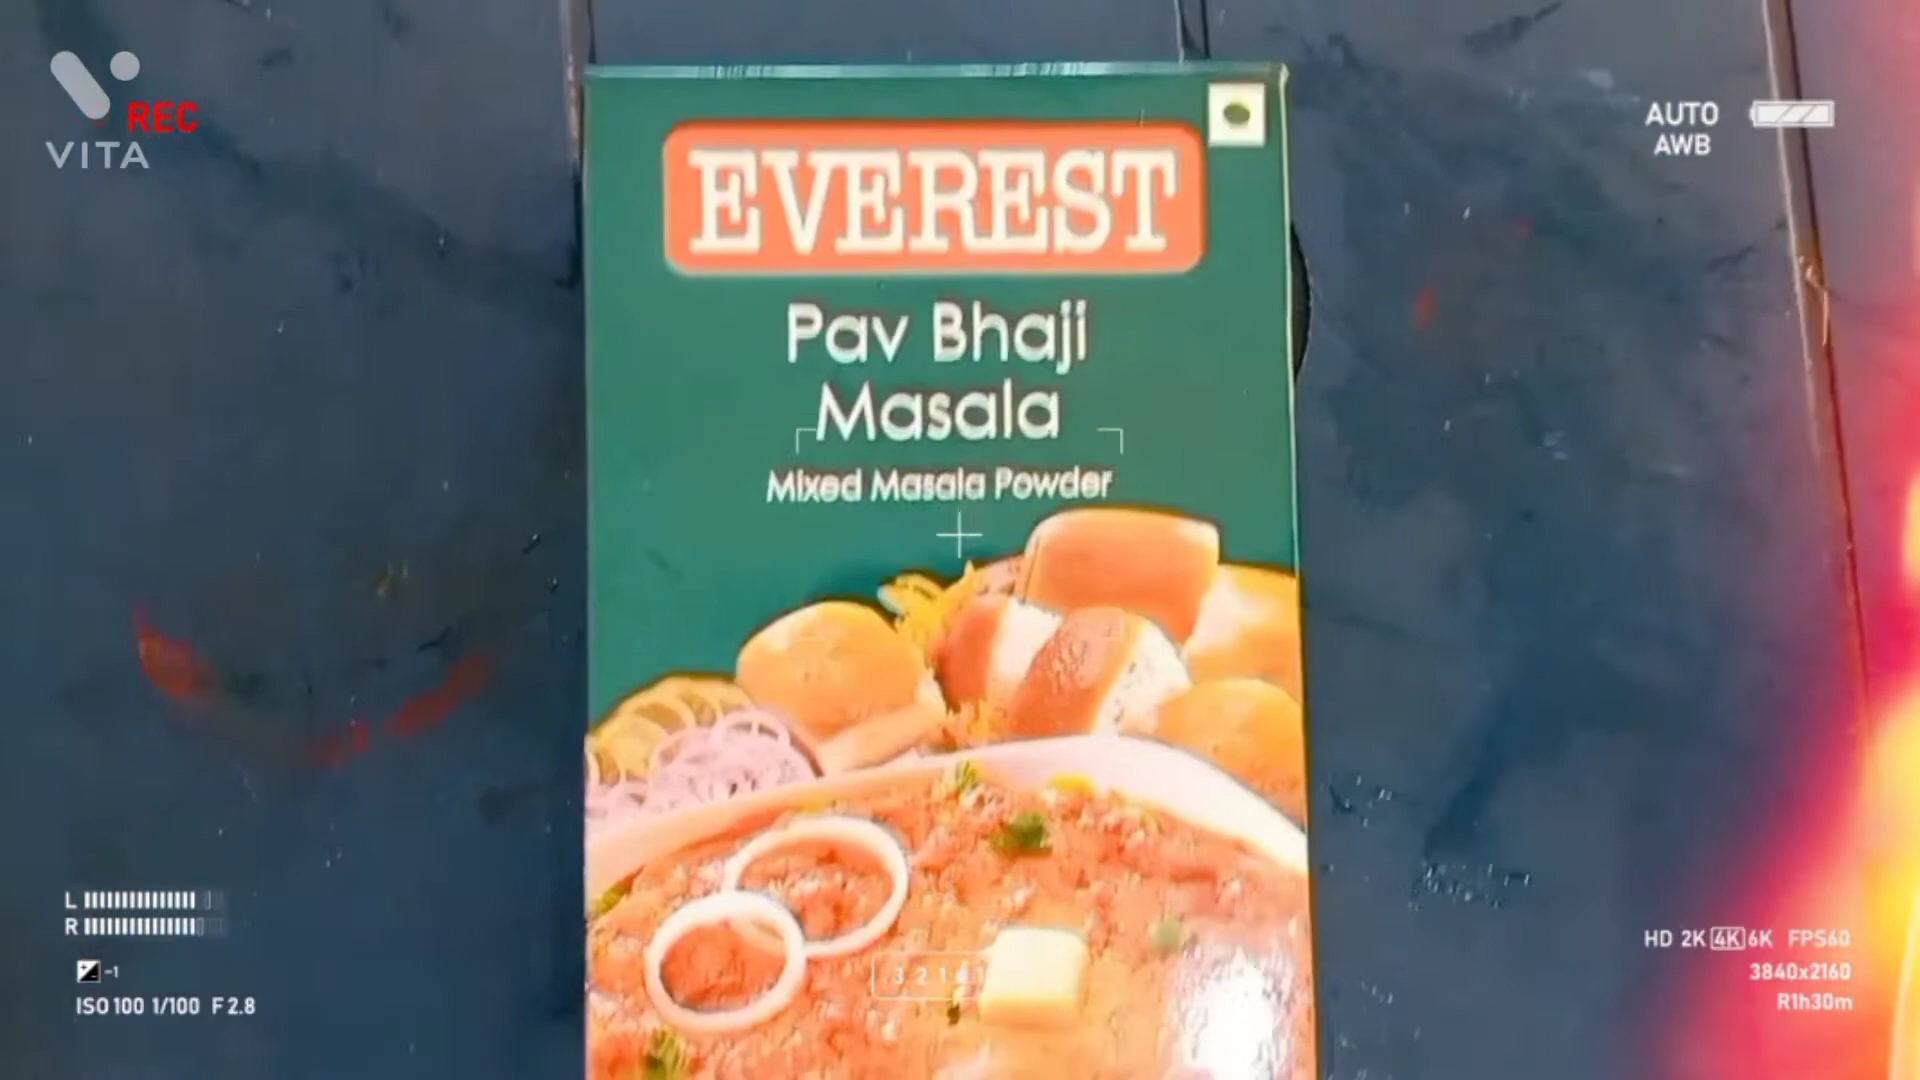 REC
VITA
AUTO
AWB
EVEREST
Pav Bhaji
Masala
Mixed Masala Powder
L
R
-1
ISO 100 1/100 F 2.8
HD 2K 4K 6K FPS60
3840x2160
R1h30m